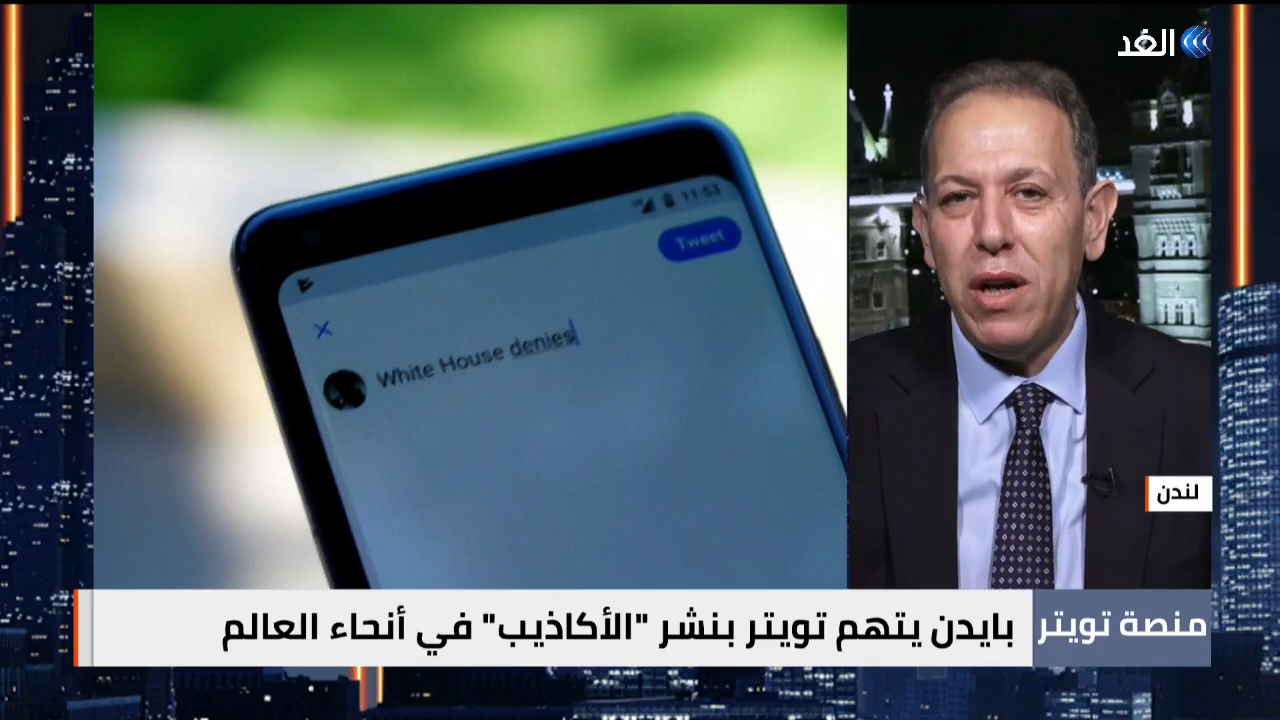 الغد
11:53
Tweet
White House denies
لندن
منصة تويتر
بايدن يتهم تويتر بنشر "الأكاذيب" في أنحاء العالم